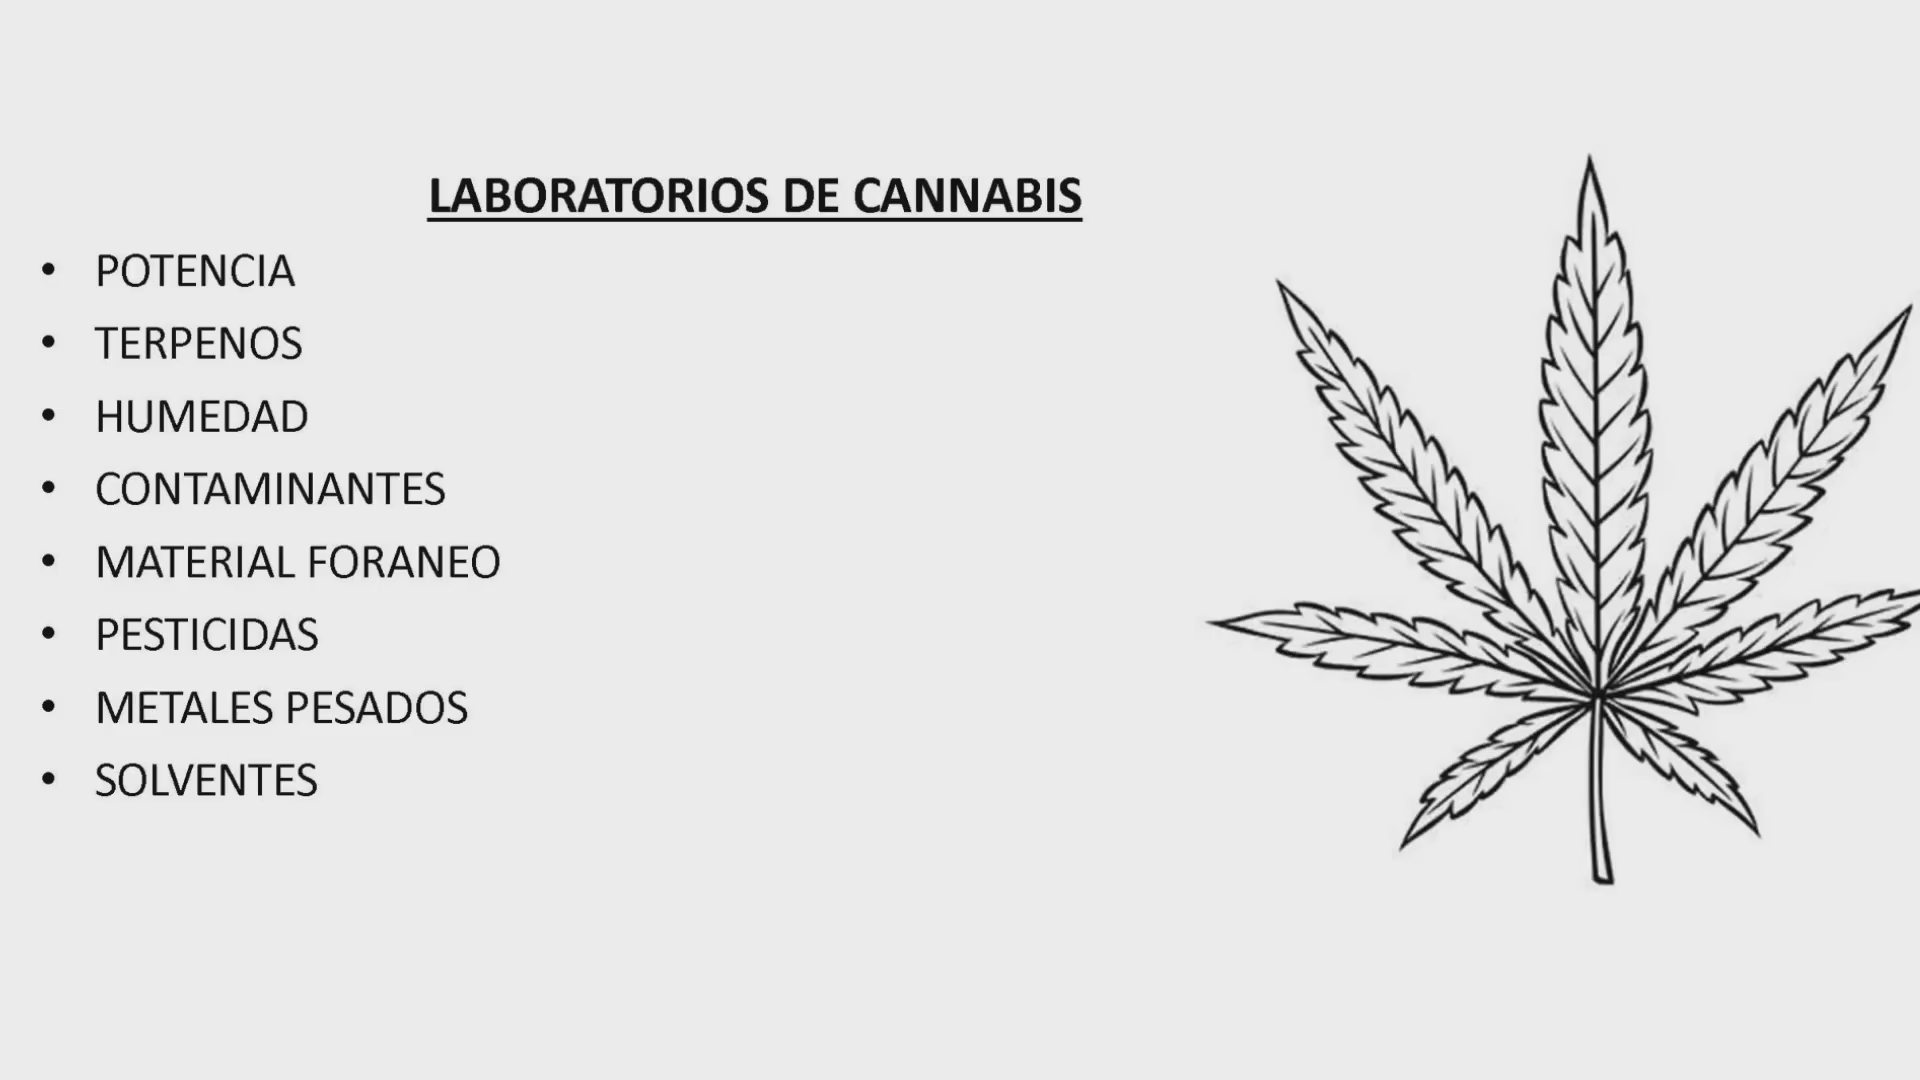 LABORATORIOS DE CANNABIS
• POTENCIA
• TERPENOS
• HUMEDAD
• CONTAMINANTES
• MATERIAL FORANEO
• PESTICIDAS
• METALES PESADOS
• SOLVENTES